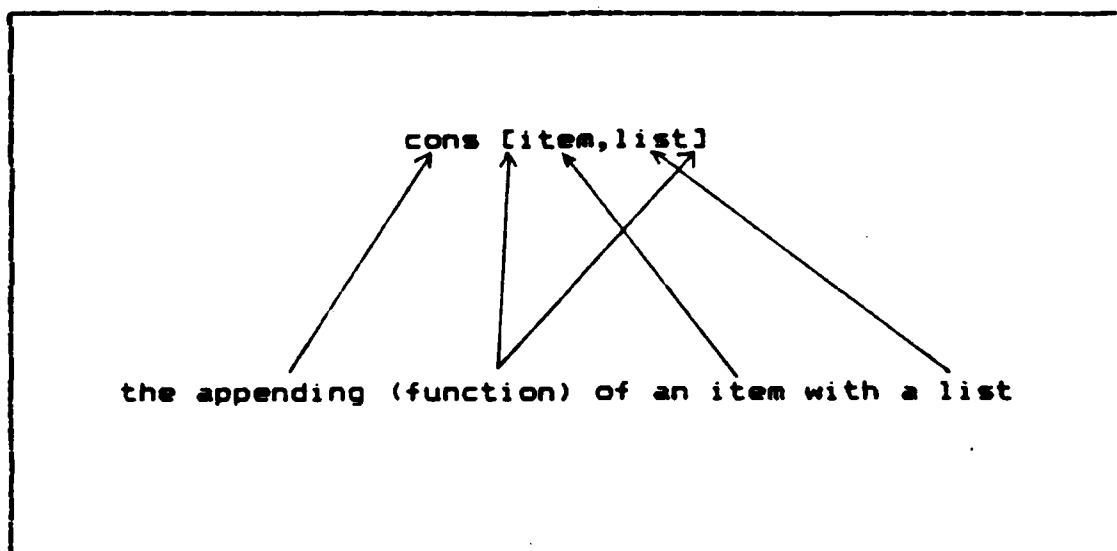 cons [item,list]
the appending (function) of an item with a list